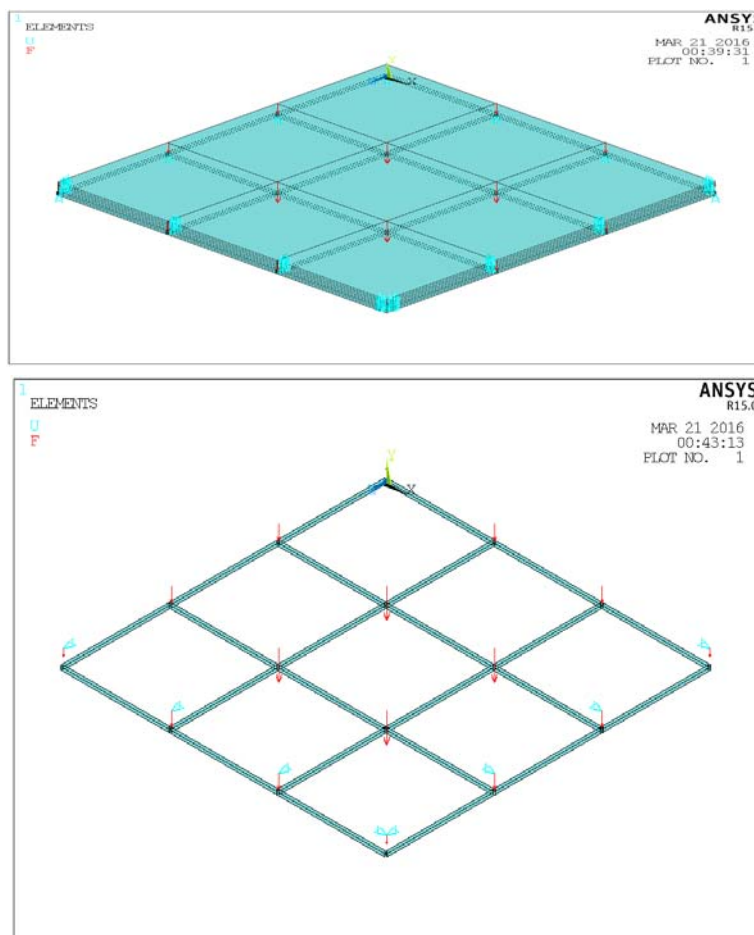 1
ELEMENTS
U
F
ANSYS
R15.
MAR 21 2016
00:39:31
PLOT NO. 1
Y
X
1
ELEMENTS
U
F
ANSYS
R15.0
MAR 21 2016
00:43:13
PLOT NO. 1
Y
X